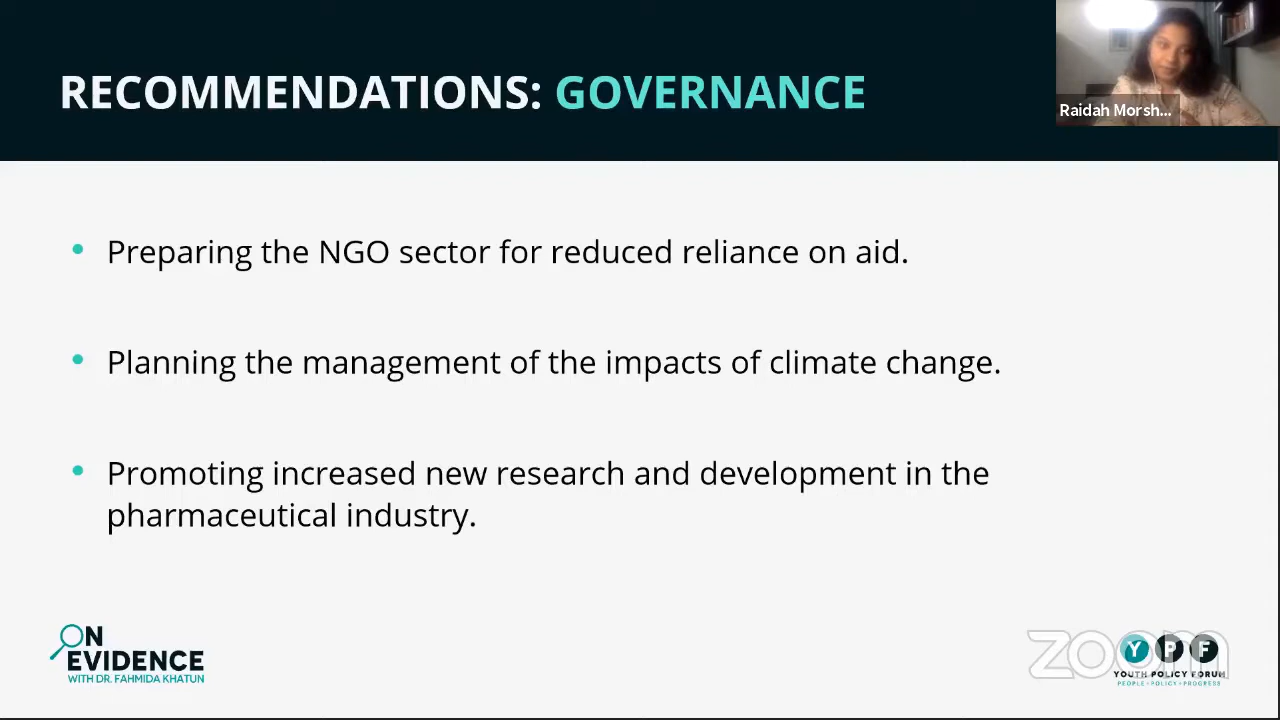 RECOMMENDATIONS: GOVERNANCE
Raidah Morsh...
• Preparing the NGO sector for reduced reliance on aid.
• Planning the management of the impacts of climate change.
• Promoting increased new research and development in the
pharmaceutical industry.
ON
EVIDENCE
WITH DR. FAHMIDA KHATUN
zoom
Y P F
YOUTH POLICY FORUM
PEOPLE • POLICY • PROGRESS